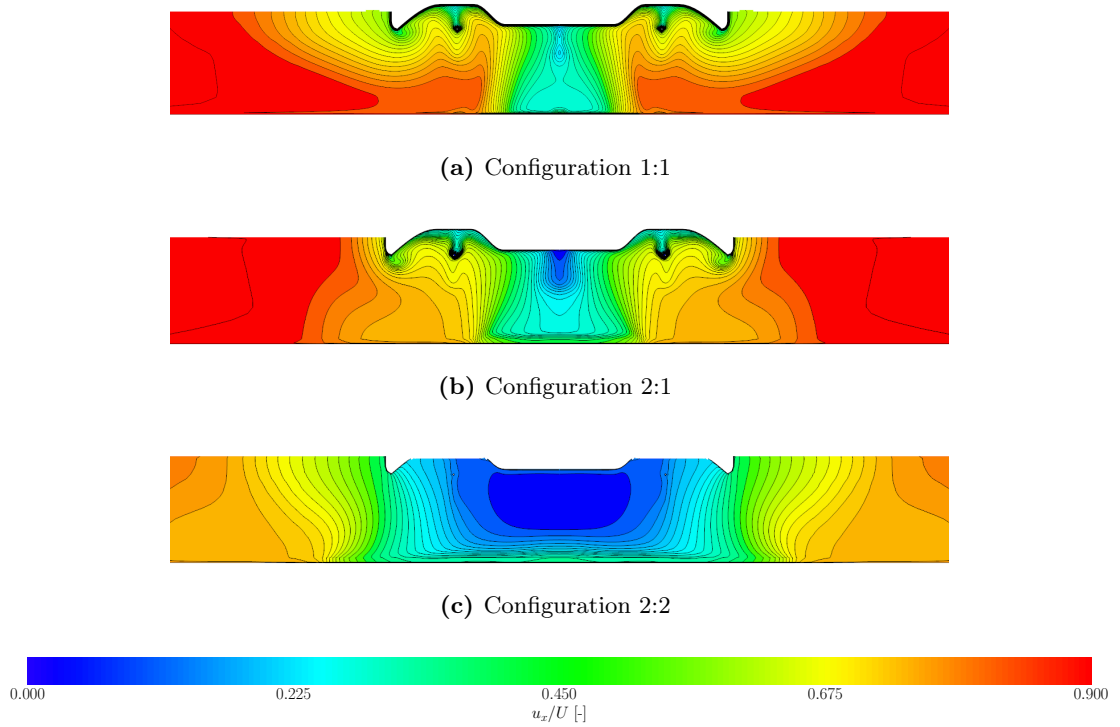 (a) Configuration 1:1
(b) Configuration 2:1
(c) Configuration 2:2
0.000 0.225 0.450 0.675 0.900
u_x/U [-]